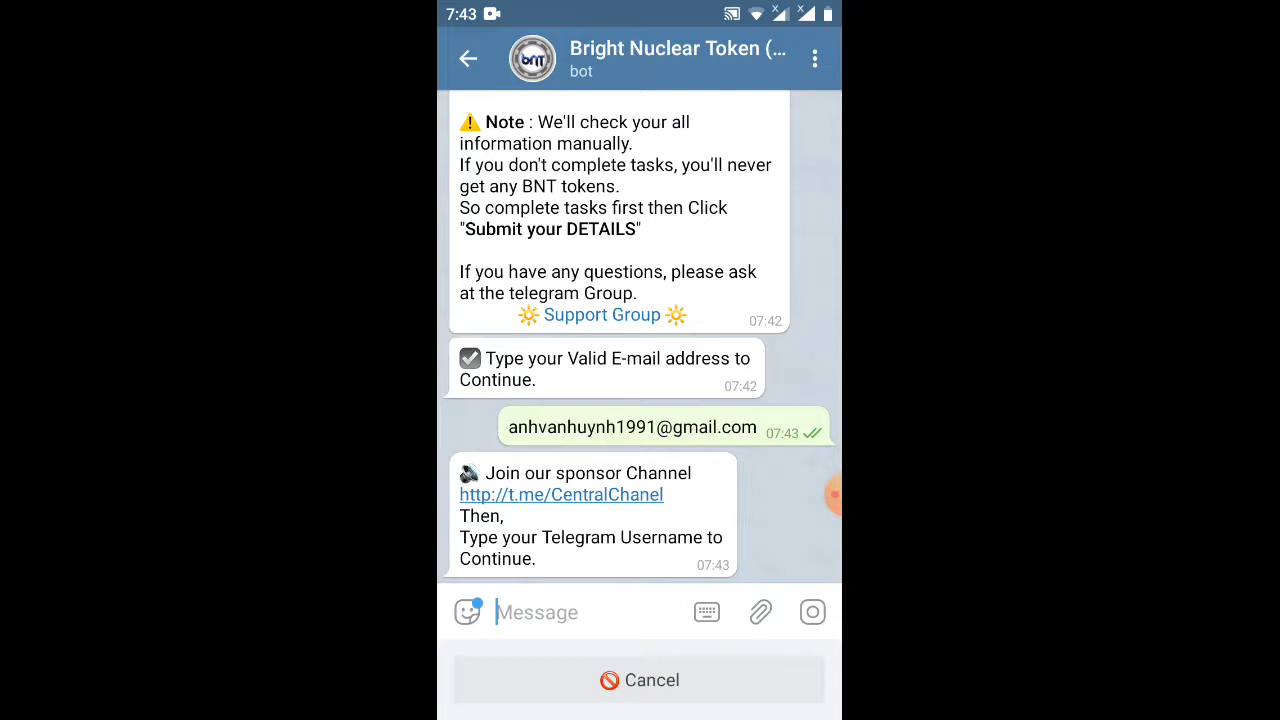 7:43
Bright Nuclear Token (...
bot
bnt
⚠️ Note : We'll check your all
information manually.
If you don't complete tasks, you'll never
get any BNT tokens.
So complete tasks first then Click
"Submit your DETAILS"
If you have any questions, please ask
at the telegram Group.
🔆 Support Group 🔆
07:42
☑️ Type your Valid E-mail address to
Continue.
07:42
anhvanhuynh1991@gmail.com 07:43
🔊 Join our sponsor Channel
http://t.me/CentralChanel
Then,
Type your Telegram Username to
Continue.
07:43
Message
🚫 Cancel